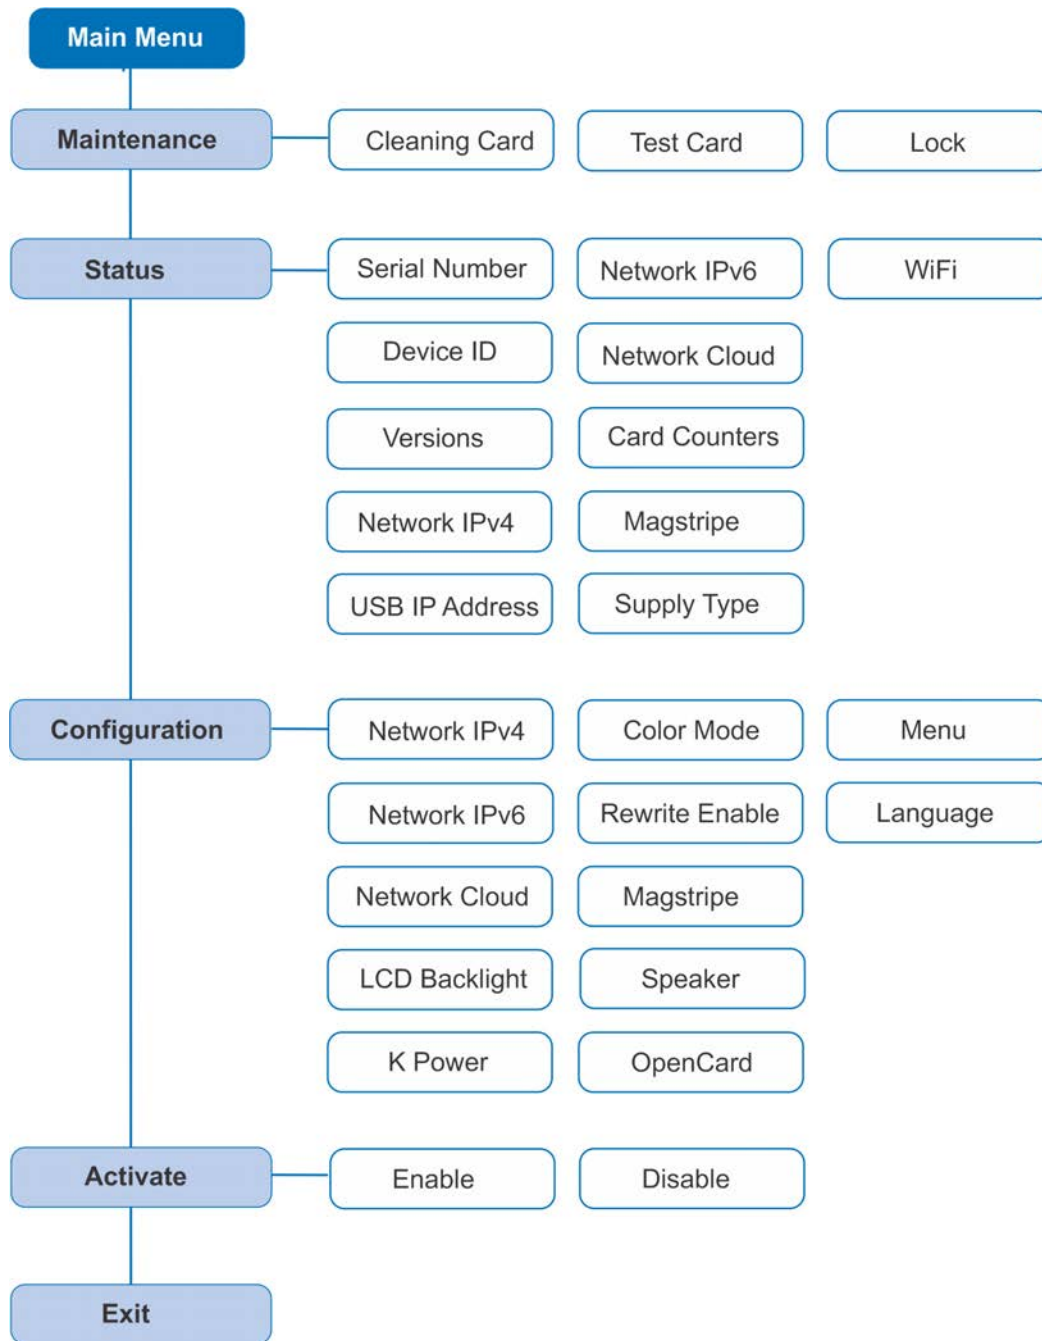 Main Menu
Maintenance
Cleaning Card
Test Card
Lock
Status
Serial Number
Network IPv6
WiFi
Device ID
Network Cloud
Versions
Card Counters
Network IPv4
Magstripe
USB IP Address
Supply Type
Configuration
Network IPv4
Color Mode
Menu
Network IPv6
Rewrite Enable
Language
Network Cloud
Magstripe
LCD Backlight
Speaker
K Power
OpenCard
Activate
Enable
Disable
Exit